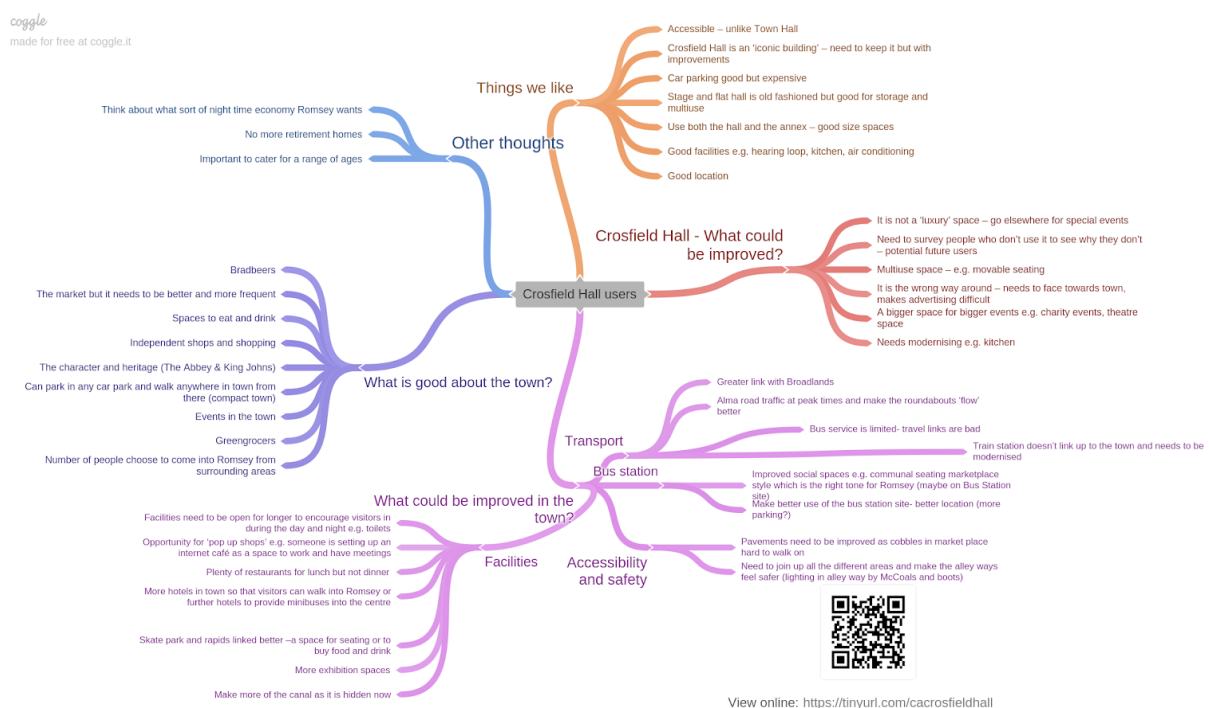 coggle
made for free at coggle.it
Crosfield Hall users
Things we like
Accessible – unlike Town Hall
Crosfield Hall is an ‘iconic building’ – need to keep it but with
improvements
Car parking good but expensive
Stage and flat hall is old fashioned but good for storage and
multiuse
Use both the hall and the annex – good size spaces
Good facilities e.g. hearing loop, kitchen, air conditioning
Good location
Crosfield Hall - What could
be improved?
It is not a ‘luxury’ space – go elsewhere for special events
Need to survey people who don’t use it to see why they don’t
– potential future users
Multiuse space – e.g. movable seating
It is the wrong way around – needs to face towards town,
makes advertising difficult
A bigger space for bigger events e.g. charity events, theatre
space
Needs modernising e.g. kitchen
What could be improved in the
town?
Transport
Greater link with Broadlands
Alma road traffic at peak times and make the roundabouts ‘flow’
better
Bus service is limited- travel links are bad
Train station doesn’t link up to the town and needs to be
modernised
Bus station
Improved social spaces e.g. communal seating marketplace
style which is the right tone for Romsey (maybe on Bus Station
site)
Make better use of the bus station site- better location (more
parking?)
Accessibility
and safety
Pavements need to be improved as cobbles in market place
hard to walk on
Need to join up all the different areas and make the alley ways
feel safer (lighting in alley way by McCoals and boots)
Facilities
Facilities need to be open for longer to encourage visitors in
during the day and night e.g. toilets
Opportunity for ‘pop up shops’ e.g. someone is setting up an
internet café as a space to work and have meetings
Plenty of restaurants for lunch but not dinner
More hotels in town so that visitors can walk into Romsey or
further hotels to provide minibuses into the centre
Skate park and rapids linked better –a space for seating or to
buy food and drink
More exhibition spaces
Make more of the canal as it is hidden now
What is good about the town?
Bradbeers
The market but it needs to be better and more frequent
Spaces to eat and drink
Independent shops and shopping
The character and heritage (The Abbey & King Johns)
Can park in any car park and walk anywhere in town from
there (compact town)
Events in the town
Greengrocers
Number of people choose to come into Romsey from
surrounding areas
Other thoughts
Think about what sort of night time economy Romsey wants
No more retirement homes
Important to cater for a range of ages
View online: https://tinyurl.com/cacrosfieldhall